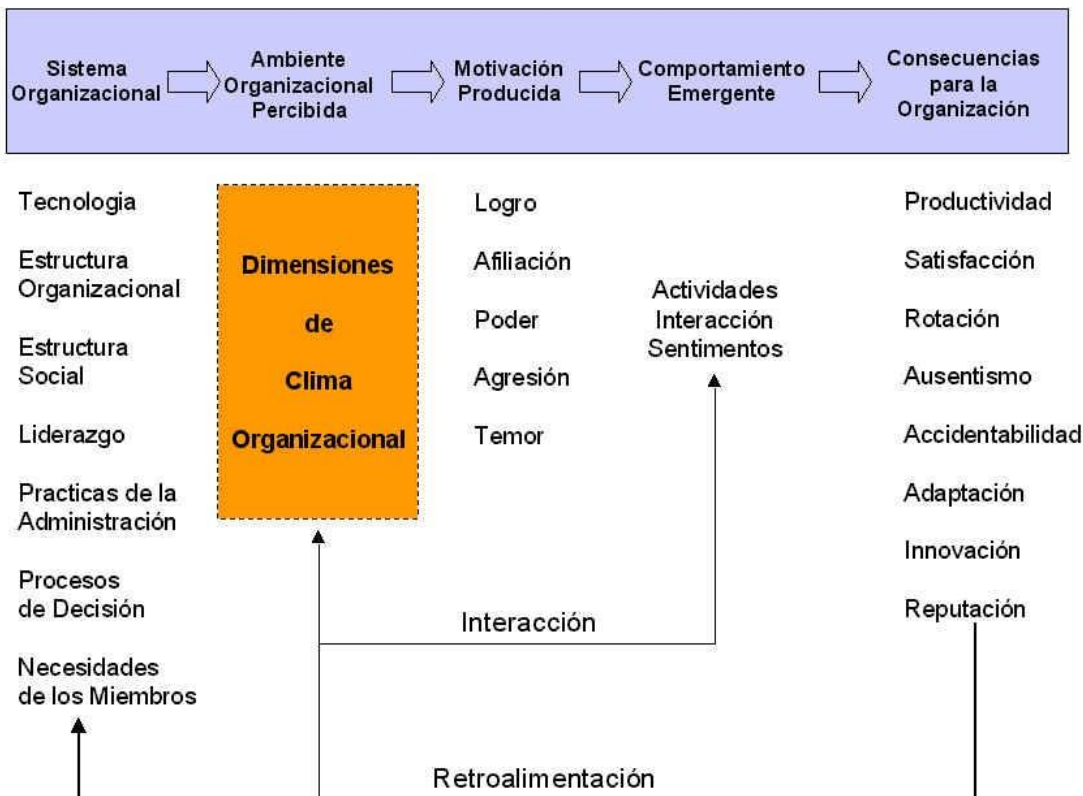 Sistema
Organizacional
Ambiente
Organizacional
Percibida
Motivación
Producida
Comportamiento
Emergente
Consecuencias
para la
Organización
Tecnologia
Estructura
Organizacional
Estructura
Social
Liderazgo
Practicas de la
Administración
Procesos
de Decisión
Necesidades
de los Miembros
Dimensiones
de
Clima
Organizacional
Logro
Afiliación
Poder
Agresión
Temor
Actividades
Interacción
Sentimentos
Productividad
Satisfacción
Rotación
Ausentismo
Accidentabilidad
Adaptación
Innovación
Reputación
Interacción
Retroalimentación